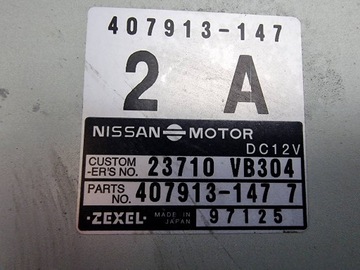 407913-147
2 A
NISSAN MOTOR
DC12V
CUSTOM
-ER'S NO. 23710 VB304
PARTS
NO. 407913-147 7
·ZEXEL· MADE IN
JAPAN 97125